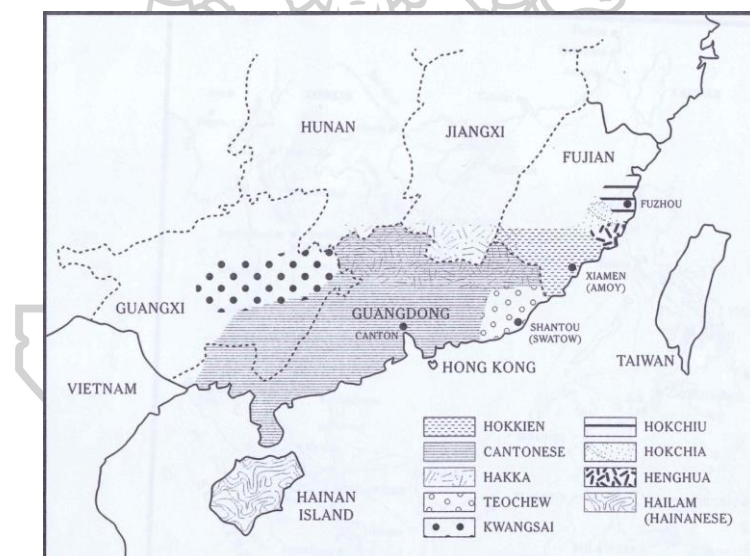 HUNAN
JIANGXI
FUJIAN
FUZHOU
XIAMEN
(AMOY)
GUANGXI
GUANGDONG
CANTON
SHANTOU
(SWATOW)
HONG KONG
TAIWAN
VIETNAM
HAINAN
ISLAND
HOKKIEN
CANTONESE
HAKKA
TEOCHEW
KWANGSAI
HOKCHIU
HOKCHIA
HENGHUA
HAILAM
(HAINANESE)